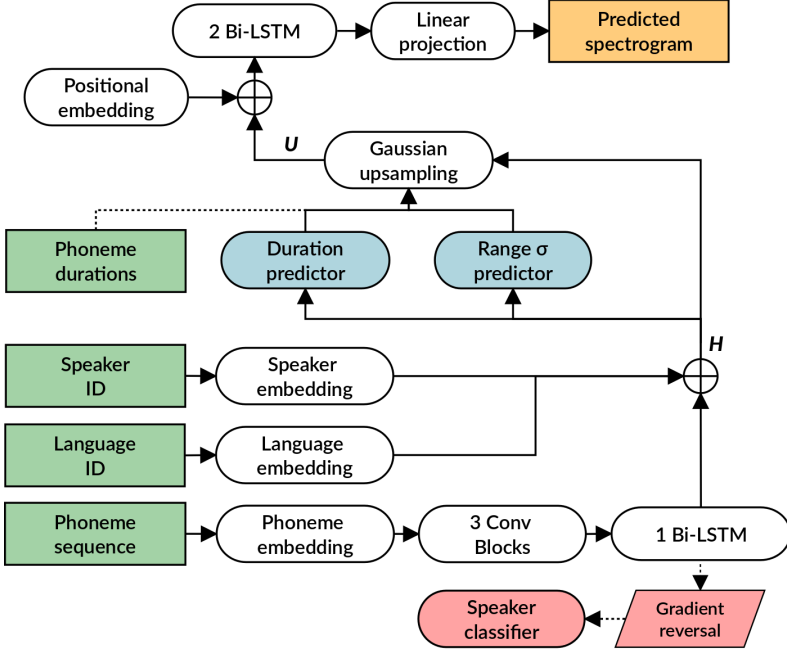 2 Bi-LSTM
Linear
projection
Predicted
spectrogram
Positional
embedding
U
Gaussian
upsampling
Phoneme
durations
Duration
predictor
Range σ
predictor
H
Speaker
ID
Speaker
embedding
Language
ID
Language
embedding
Phoneme
sequence
Phoneme
embedding
3 Conv
Blocks
1 Bi-LSTM
Speaker
classifier
Gradient
reversal